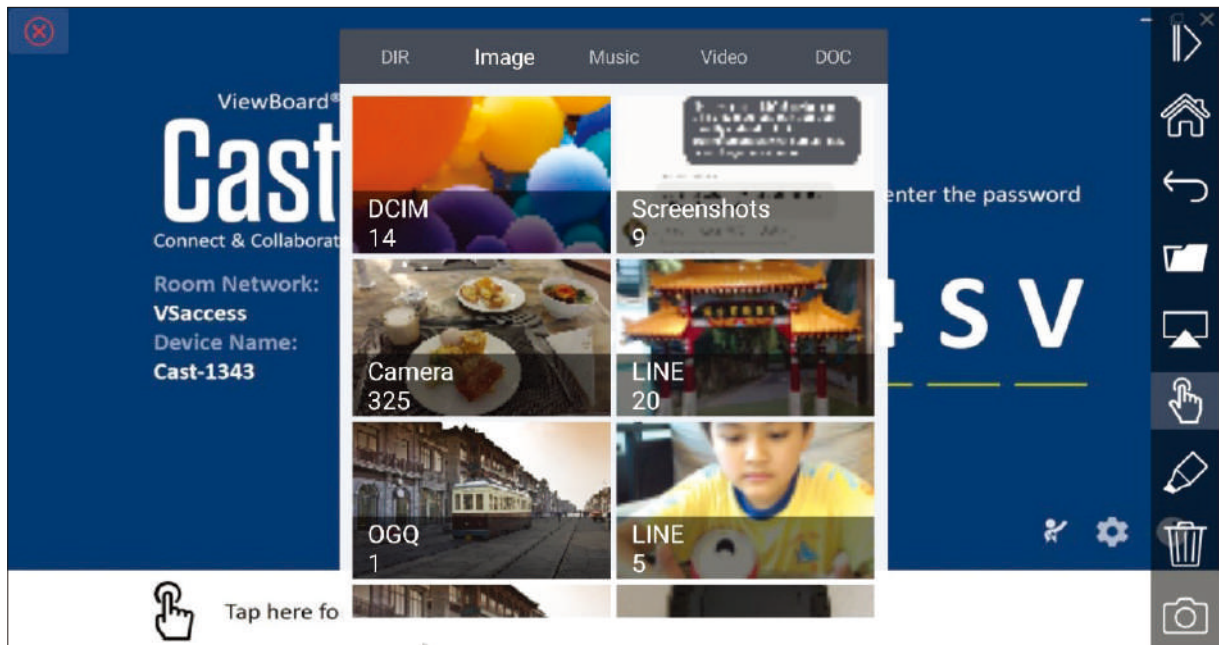 DIR Image Music Video DOC
ViewBoard®
Cast
Connect & Collaborat
enter the password
Room Network:
VSaccess
Device Name:
Cast-1343
S V
DCIM
14
Screenshots
9
Camera
325
LINE
20
OGQ
1
LINE
5
Tap here fo